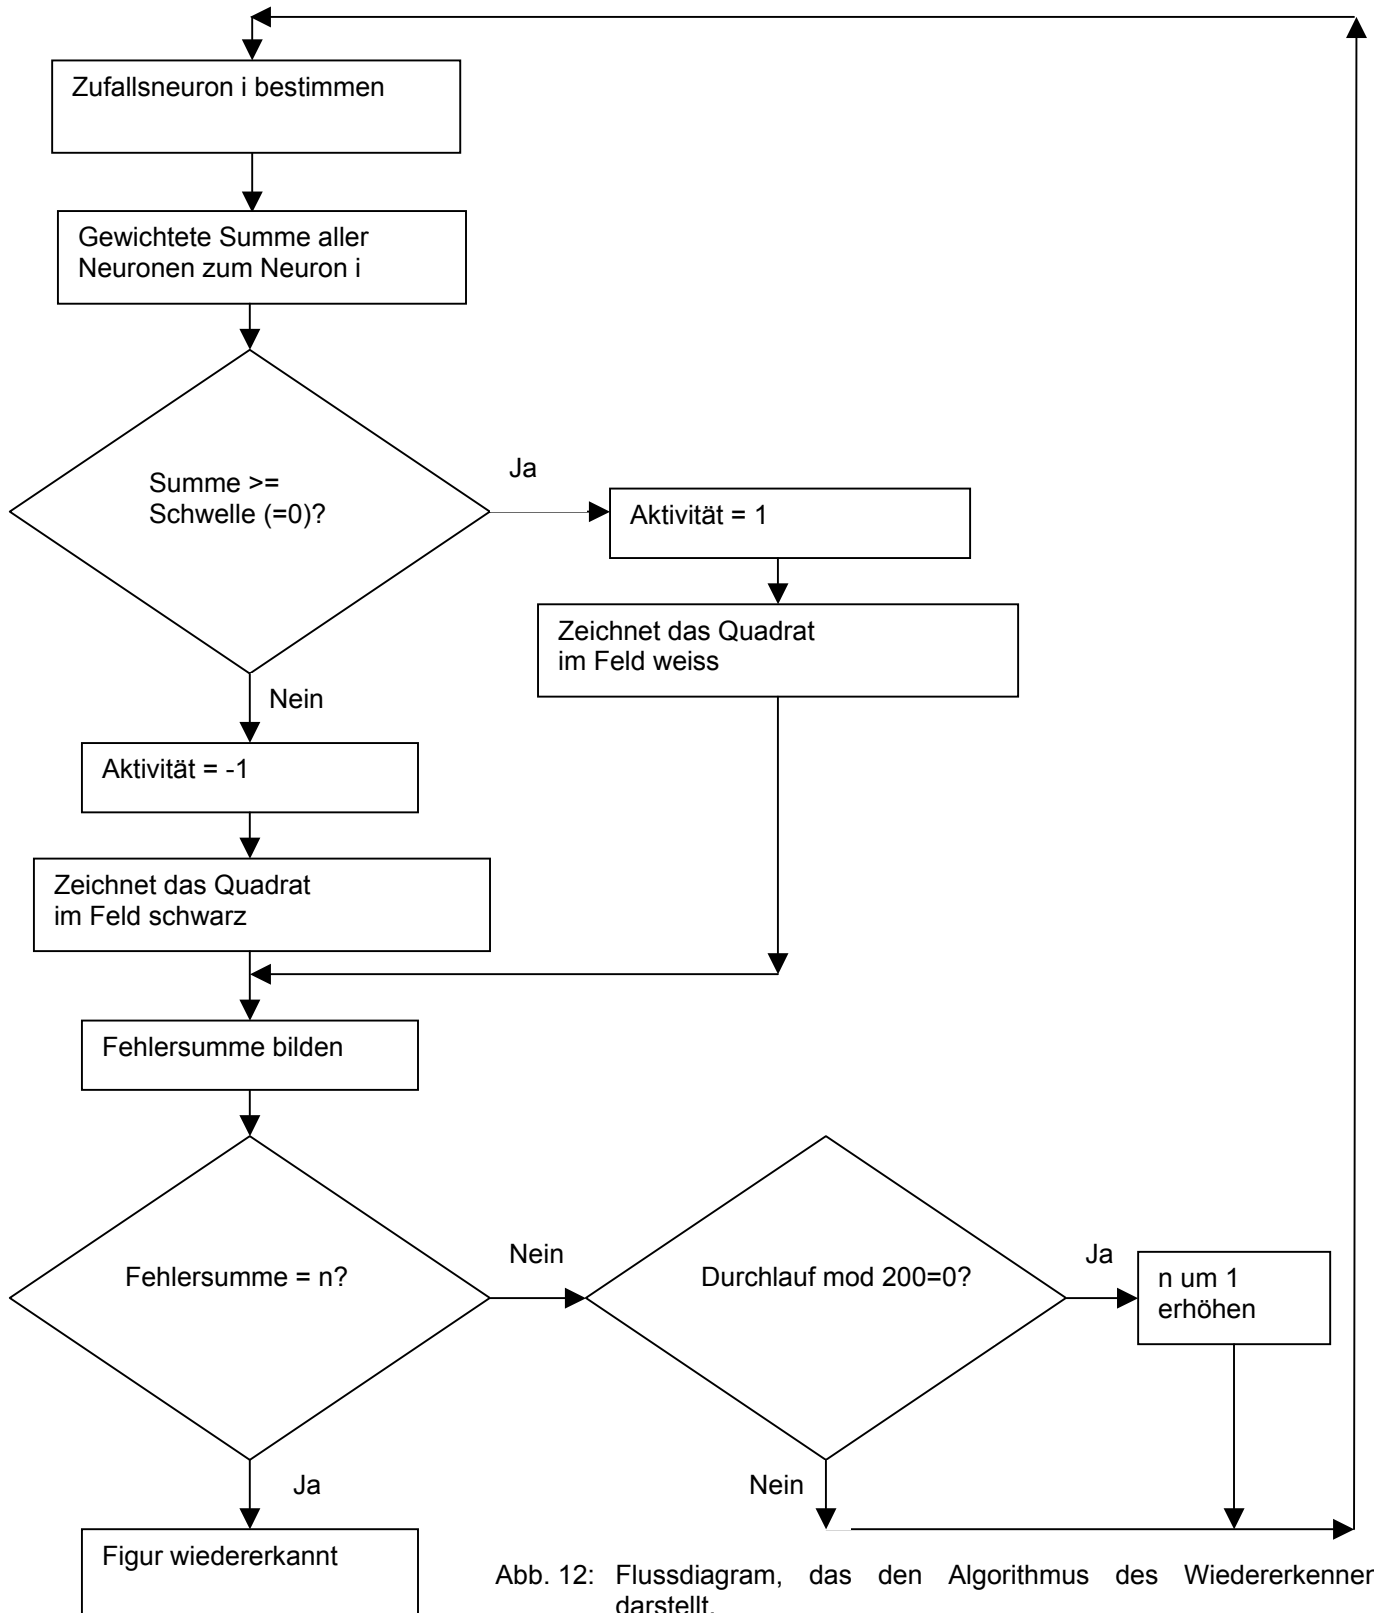 Zufallsneuron i bestimmen
Gewichtete Summe aller
Neuronen zum Neuron i
Summe >=
Schwelle (=0)?
Ja
Aktivität = 1
Zeichnet das Quadrat
im Feld weiss
Nein
Aktivität = -1
Zeichnet das Quadrat
im Feld schwarz
Fehlersumme bilden
Fehlersumme = n?
Nein
Durchlauf mod 200=0?
Ja
n um 1
erhöhen
Ja
Nein
Figur wiedererkannt
Abb. 12: Flussdiagram, das den Algorithmus des Wiedererkennen
darstellt.